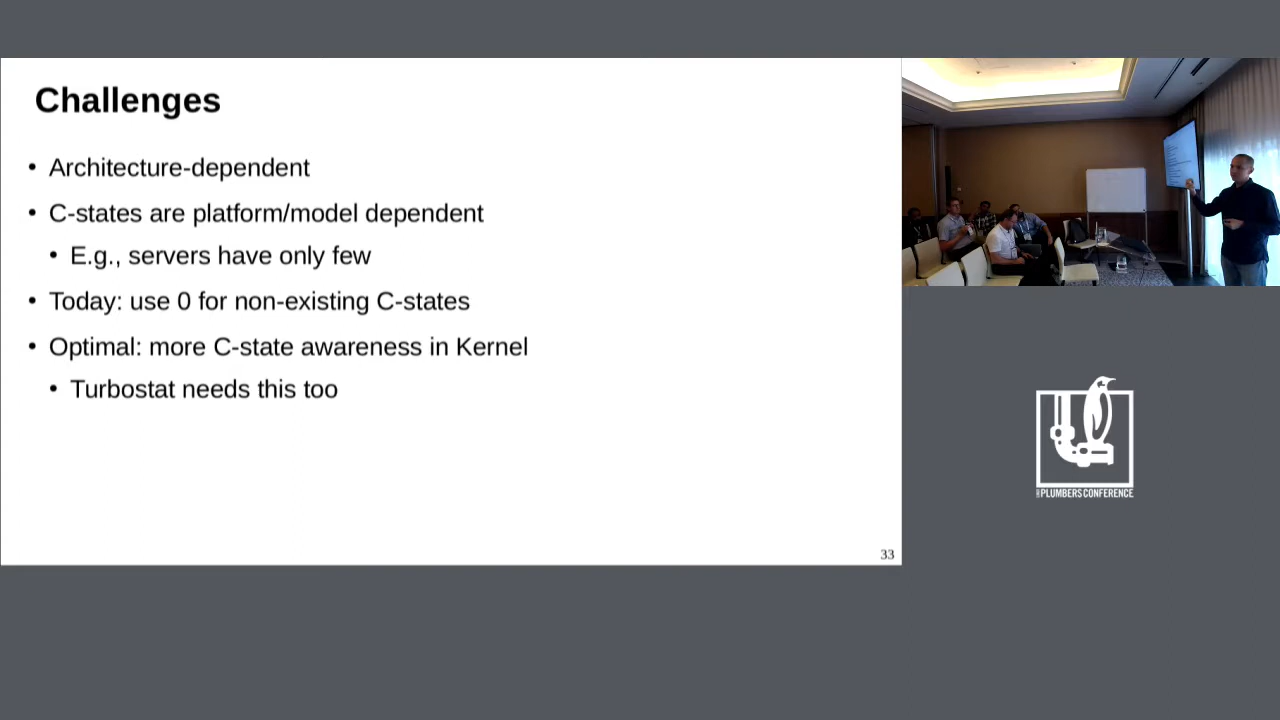 Challenges
• Architecture-dependent
• C-states are platform/model dependent
• E.g., servers have only few
• Today: use 0 for non-existing C-states
• Optimal: more C-state awareness in Kernel
• Turbostat needs this too
33
PLUMBERS CONFERENCE